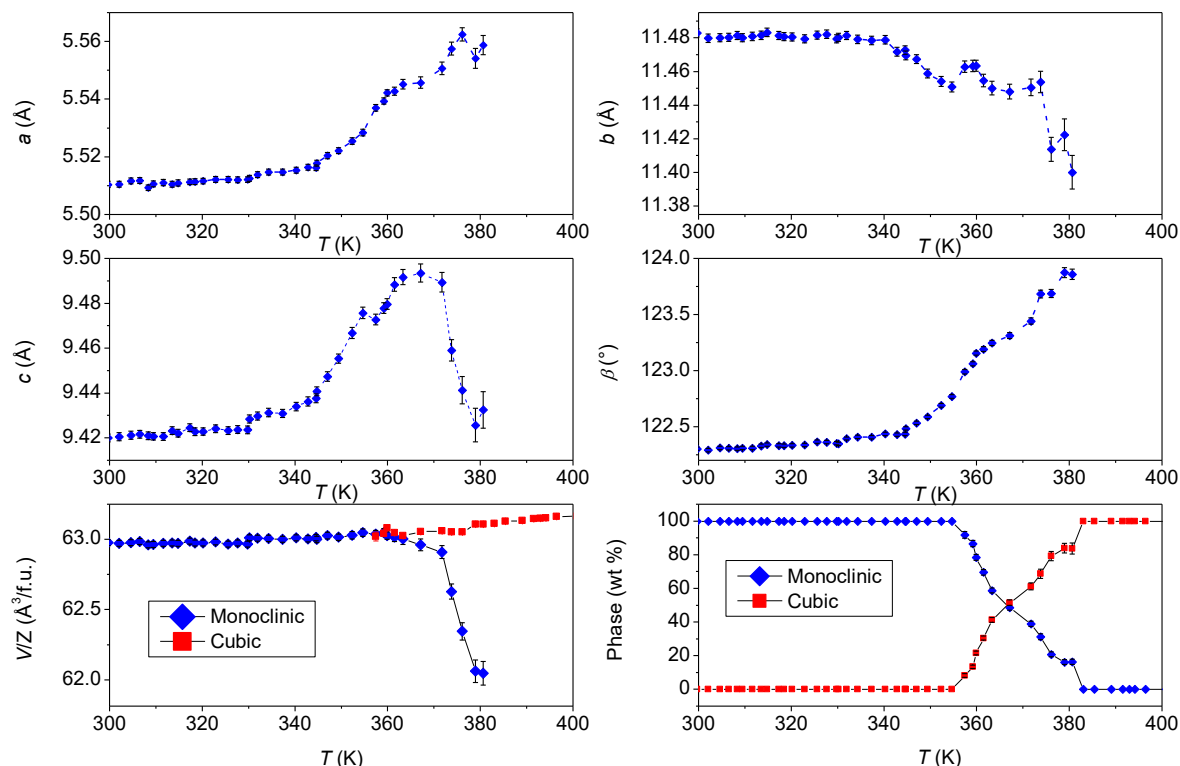 a (Å)
5.56
5.54
5.52
5.50
300 320 340 360 380 400
T (K)
b (Å)
11.48
11.46
11.44
11.42
11.40
11.38
300 320 340 360 380 400
T (K)
c (Å)
9.50
9.48
9.46
9.44
9.42
300 320 340 360 380 400
T (K)
β (°)
124.0
123.5
123.0
122.5
300 320 340 360 380 400
T (K)
V/Z (Å³/f.u.)
63.0
62.5
62.0
Monoclinic
Cubic
300 320 340 360 380 400
T (K)
Phase (wt %)
100
80
60
40
20
0
Monoclinic
Cubic
300 320 340 360 380 400
T (K)